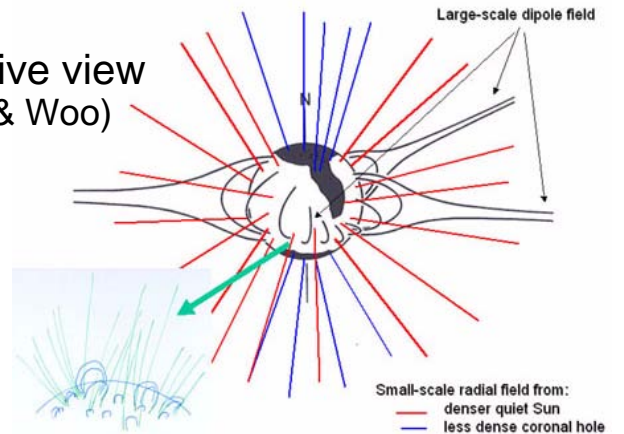 Large-scale dipole field
ive view
& Woo)
N
Small-scale radial field from:
denser quiet Sun
less dense coronal hole